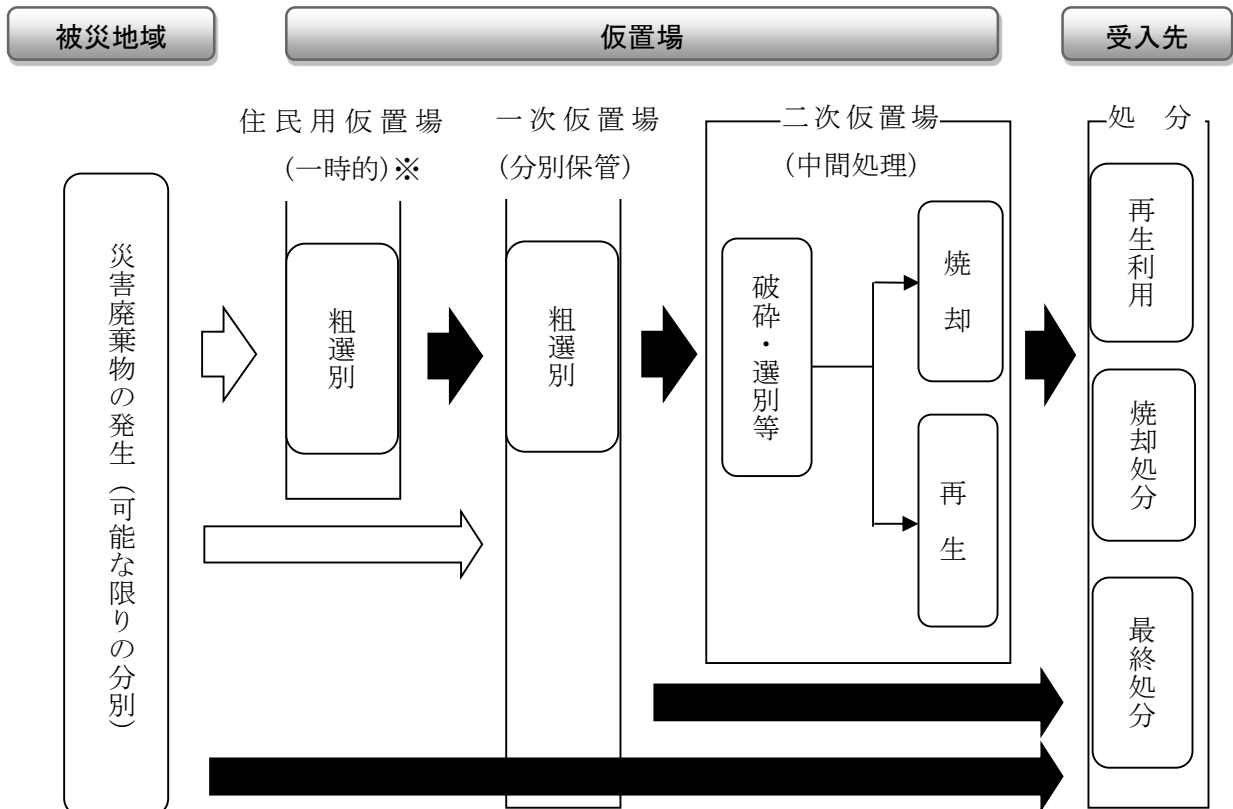 被災地域
仮置場
受入先
住民用仮置場
(一時的)※
一次仮置場
(分別保管)
二次仮置場
(中間処理)
処 分
災害廃棄物の発生（可能な限りの分別）
粗選別
粗選別
破砕・選別等
焼却
再生
再生利用
焼却処分
最終処分